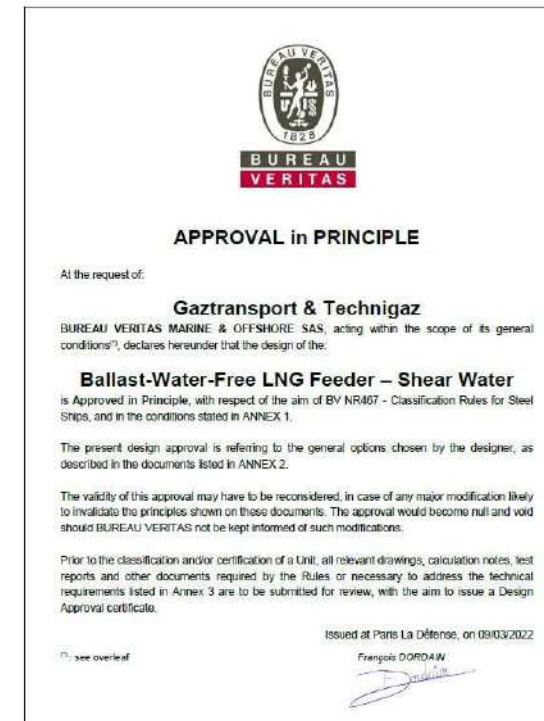 BUREAU VERITAS
1828
BUREAU
VERITAS
APPROVAL in PRINCIPLE
At the request of:
Gaztransport & Technigaz
BUREAU VERITAS MARINE & OFFSHORE SAS, acting within the scope of its general
conditions(*), declares hereunder that the design of the:
Ballast-Water-Free LNG Feeder – Shear Water
is Approved in Principle, with respect of the aim of BV NR467 - Classification Rules for Steel
Ships, and in the conditions stated in ANNEX 1.
The present design approval is referring to the general options chosen by the designer, as
described in the documents listed in ANNEX 2.
The validity of this approval may have to be reconsidered, in case of any major modification likely
to invalidate the principles shown on these documents. The approval would become null and void
should BUREAU VERITAS not be kept informed of such modifications.
Prior to the classification and/or certification of a Unit, all relevant drawings, calculation notes, test
reports and other documents required by the Rules or necessary to address the technical
requirements listed in Annex 3 are to be submitted for review, with the aim to issue a Design
Approval certificate.
Issued at Paris La Défense, on 09/03/2022
(*): see overleaf
François DORDAIN